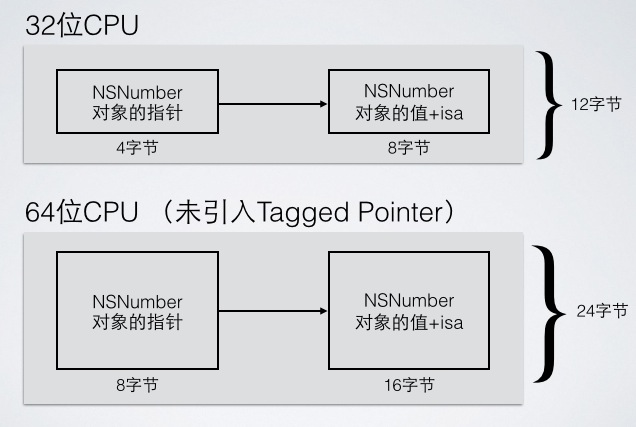 32位CPU
NSNumber
对象的指针
NSNumber
对象的值+isa
12字节
4字节
8字节
64位CPU （未引入Tagged Pointer）
NSNumber
对象的指针
NSNumber
对象的值+isa
24字节
8字节
16字节